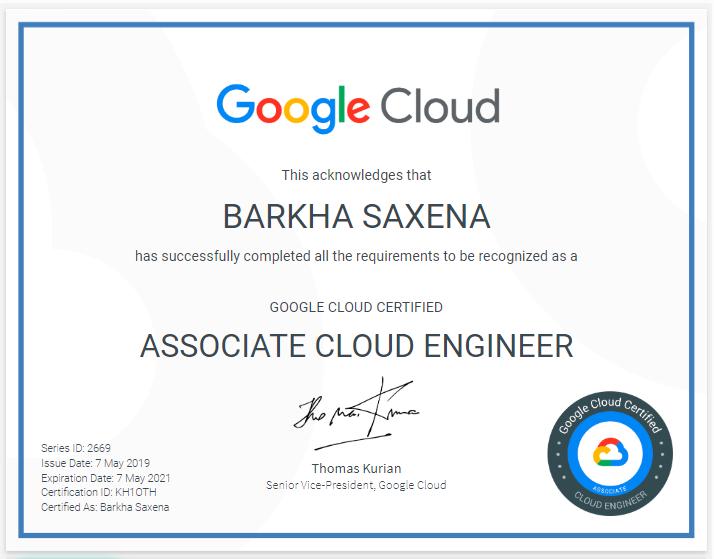 Google Cloud
This acknowledges that
BARKHA SAXENA
has successfully completed all the requirements to be recognized as a
GOOGLE CLOUD CERTIFIED
ASSOCIATE CLOUD ENGINEER
Thomas Kurian
Thomas Kurian
Senior Vice-President, Google Cloud
Series ID: 2669
Issue Date: 7 May 2019
Expiration Date: 7 May 2021
Certification ID: KH1OTH
Certified As: Barkha Saxena
Google Cloud Certified
ASSOCIATE
CLOUD ENGINEER